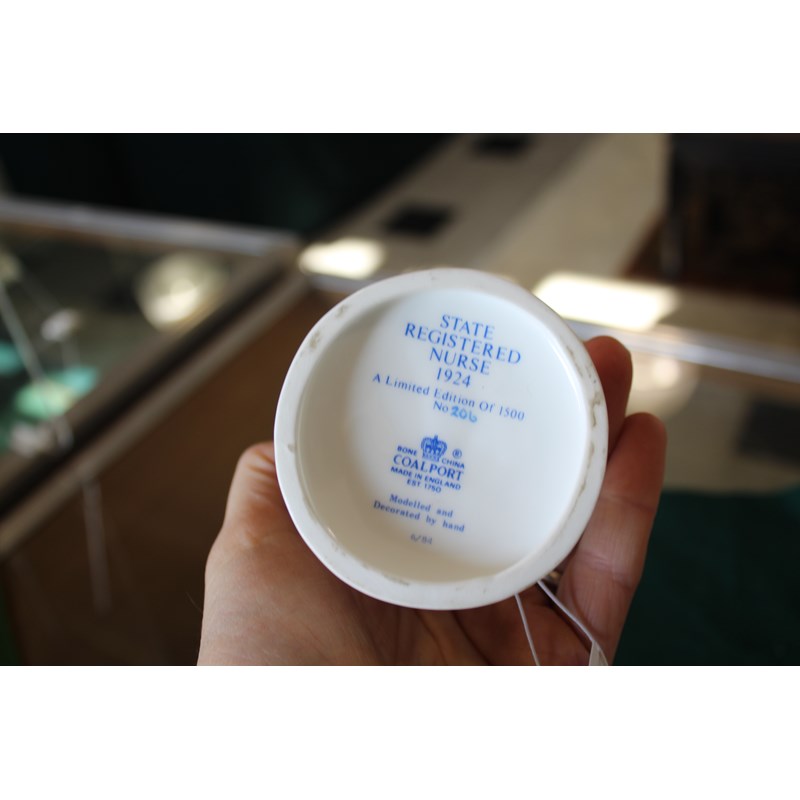 STATE
REGISTERED
NURSE
1924
A Limited Edition Of 1500
No 206
BONE CHINA ®
COALPORT
MADE IN ENGLAND
EST 1750
Modelled and
Decorated by hand